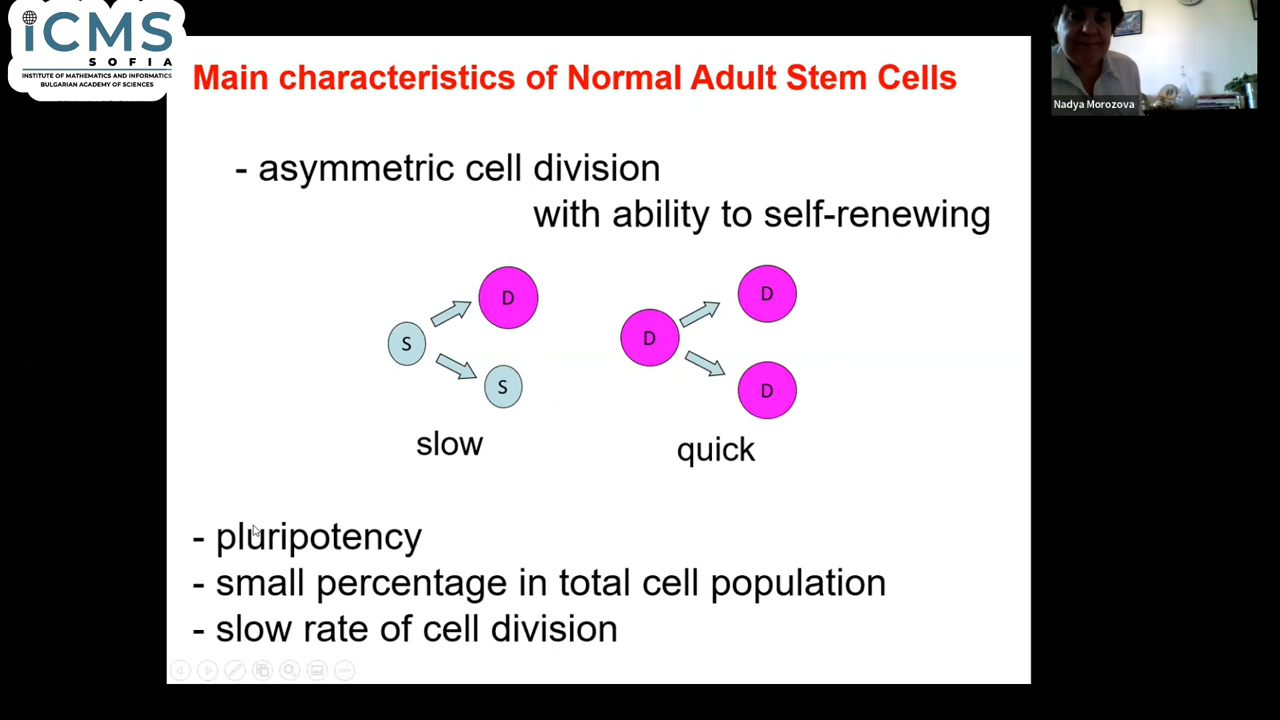 iCMS
SOFIA
INSTITUTE OF MATHEMATICS AND INFORMATICS
BULGARIAN ACADEMY OF SCIENCES
Nadya Morozova
Main characteristics of Normal Adult Stem Cells
- asymmetric cell division
with ability to self-renewing
S
D
S
slow
D
D
D
quick
- pluripotency
- small percentage in total cell population
- slow rate of cell division